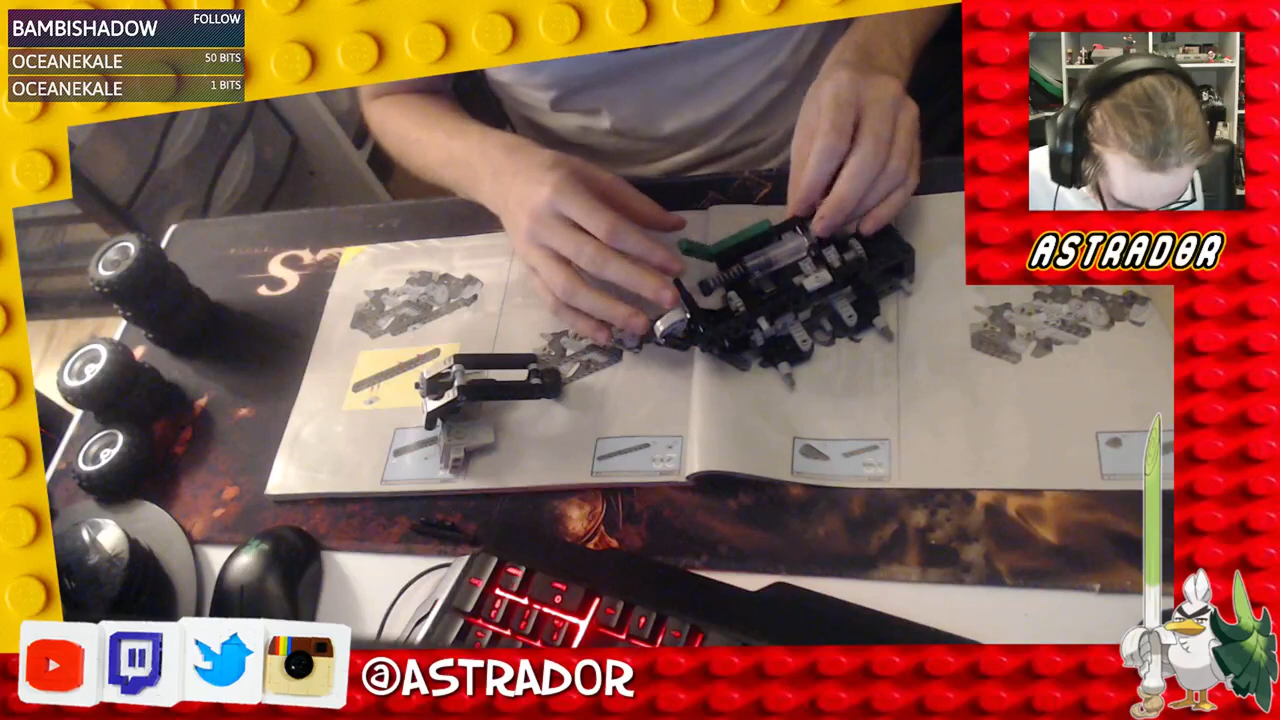 BAMBISHADOW FOLLOW
OCEANEKALE 50 BITS
OCEANEKALE 1 BITS
ASTRADOR
@ASTRADOR